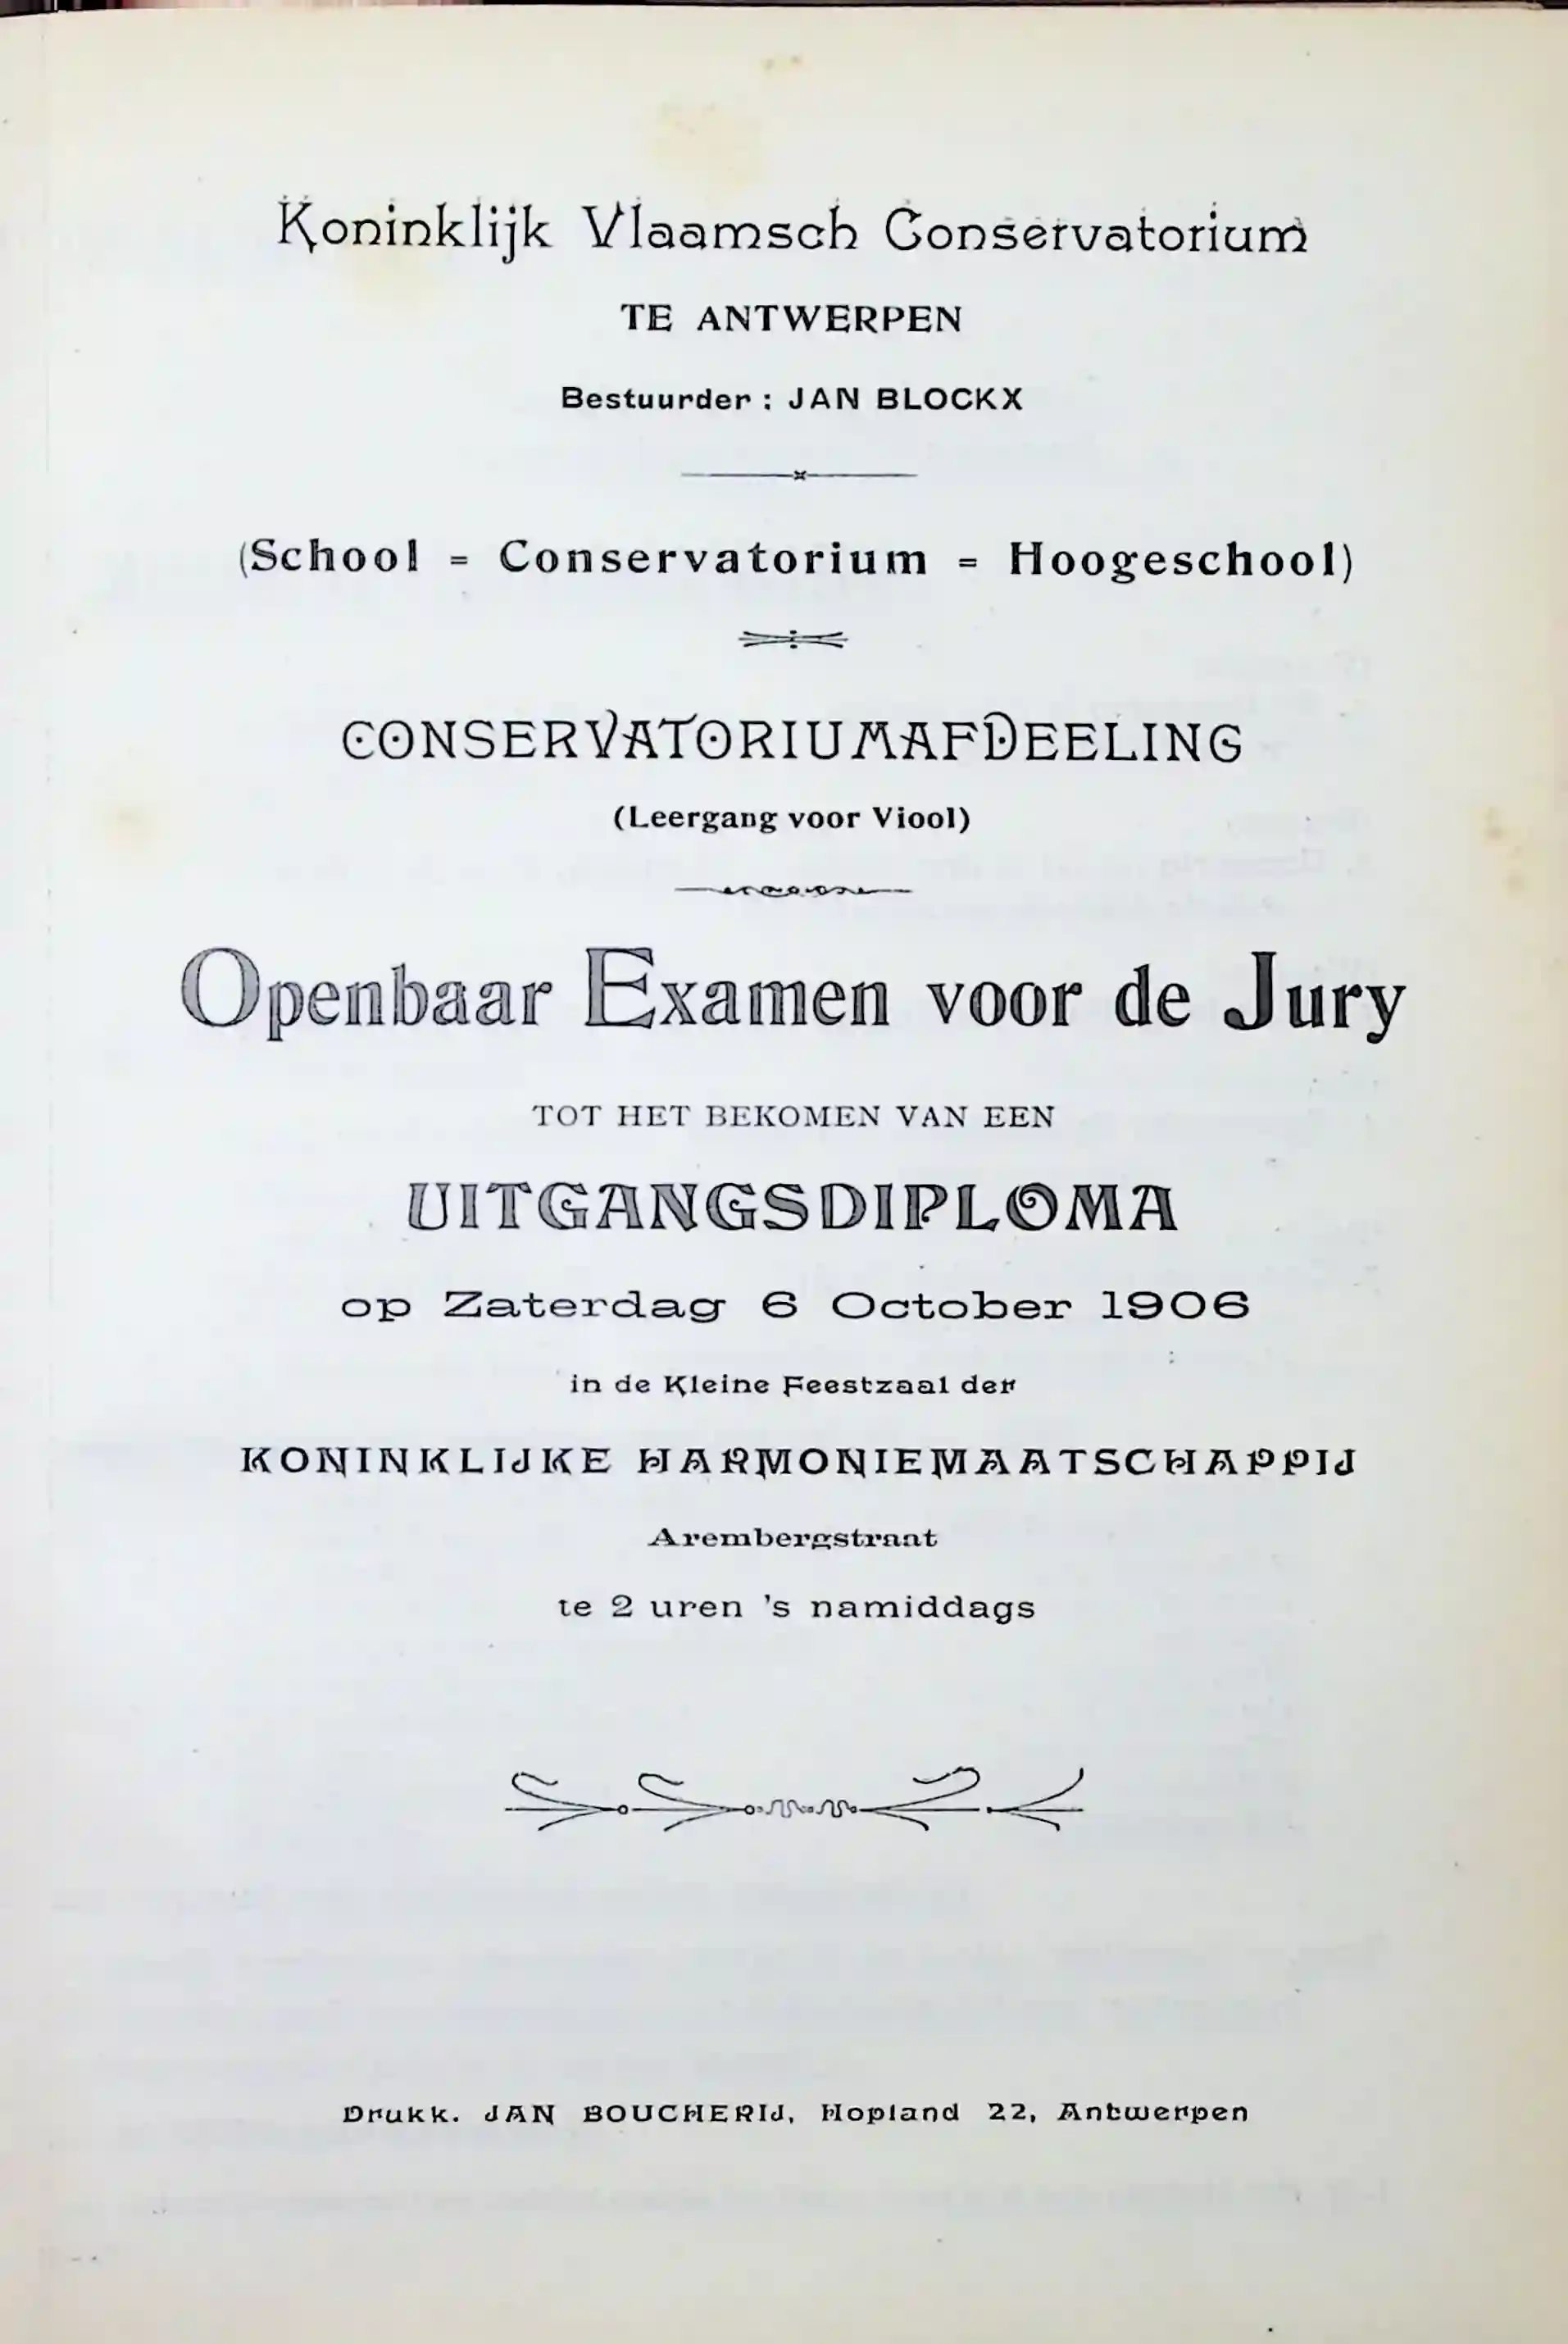 Koninklijk Vlaamsch Conservatorium
TE ANTWERPEN
Bestuurder : JAN BLOCKX
(School = Conservatorium = Hoogeschool)
CONSERVATORIUMAFDEELING
(Leergang voor Viool)
Openbaar Examen voor de Jury
TOT HET BEKOMEN VAN EEN
UITGANGSDIPLOMA
op Zaterdag 6 October 1906
in de Kleine Feestzaal der
KONINKLIJKE HARMONIEMAATSCHAPPIJ
Arembergstraat
te 2 uren 's namiddags
Drukk. JAN BOUCHERIJ, Hopland 22, Antwerpen